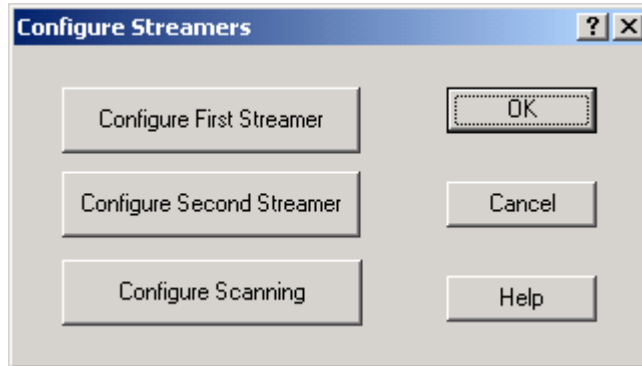 Configure Streamers
Configure First Streamer
OK
Configure Second Streamer
Cancel
Configure Scanning
Help